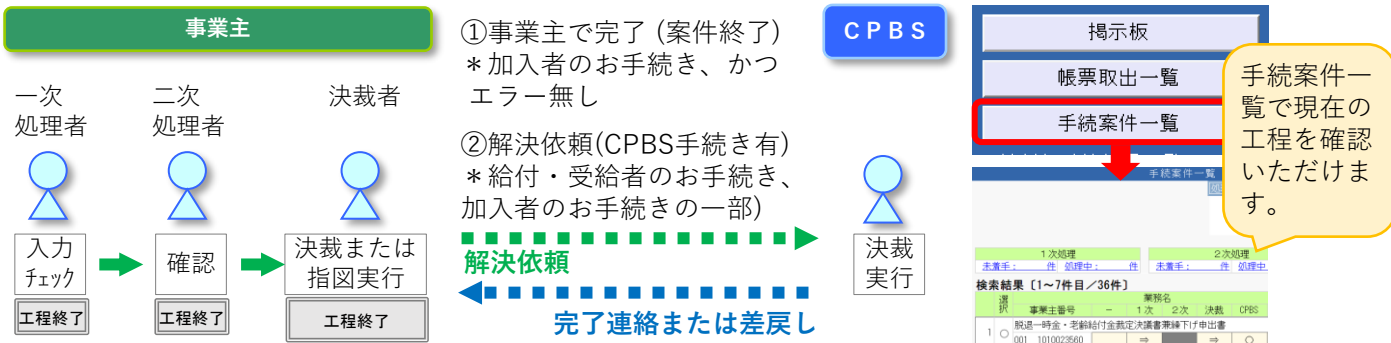 事業主
一次
処理者
二次
処理者
決裁者
入力
ﾁｪｯｸ
確認
決裁または
指図実行
工程終了
工程終了
工程終了
①事業主で完了 (案件終了)
＊加入者のお手続き、かつ
エラー無し
②解決依頼(CPBS手続き有)
＊給付・受給者のお手続き、
加入者のお手続きの一部)
解決依頼
完了連絡または差戻し
ＣＰＢＳ
決裁
実行
掲示板
帳票取出一覧
手続案件一覧
手続案件一
覧で現在の
工程を確認
いただけま
す。
手続案件一覧
１次処理
２次処理
未着手： 件 処理中： 件
未着手： 件 処理中
検索結果〔1～7件目／36件〕
選択
業務名
事業主番号 － 1次 2次 決裁 CPBS
1 ○ 脱退一時金・老齢給付金裁定決議書兼繰下げ申出書
001 1010023560 ⇒ ⇒ ○